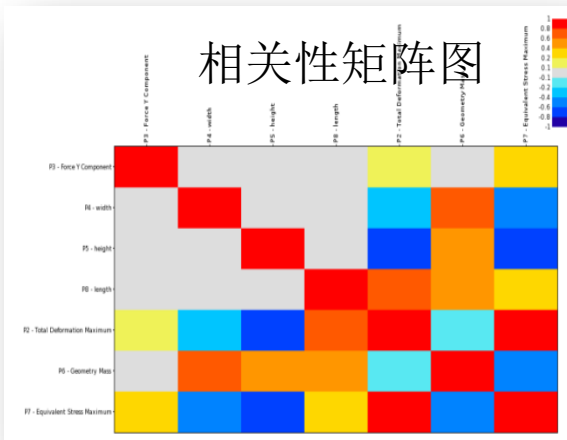 相关性矩阵图
P3 - Force Y Component
P4 - width
P5 - height
P8 - length
P2 - Total Deformation Maximum
P6 - Geometry Mass
P7 - Equivalent Stress Maximum
1
0.8
0.6
0.4
0.2
0.1
-0.1
-0.2
-0.4
-0.6
-0.8
-1
P3 - Force Y Component
P4 - width
P5 - height
P8 - length
P2 - Total Deformation Maximum
P6 - Geometry Mass
P7 - Equivalent Stress Maximum